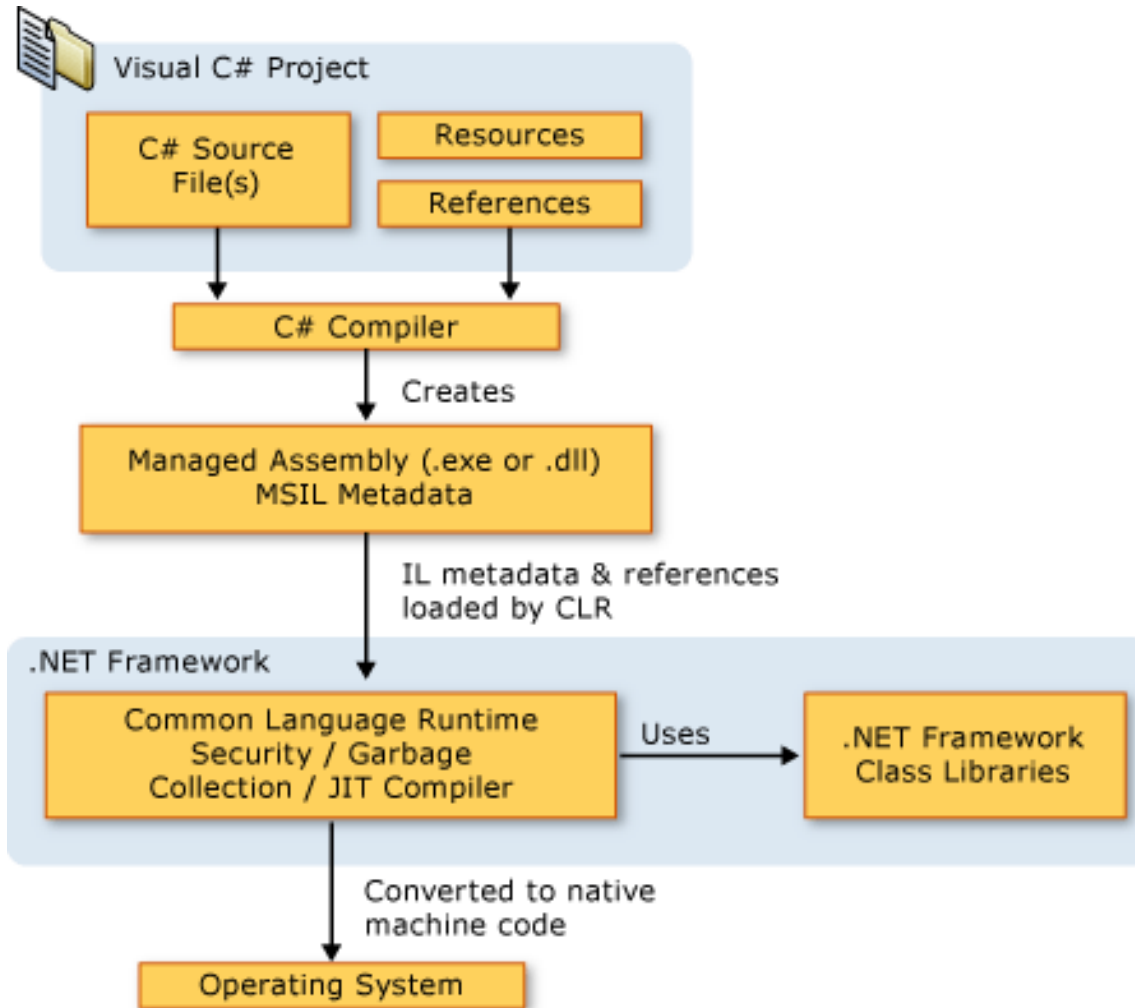 Visual C# Project
C# Source
File(s)
Resources
References
C# Compiler
Creates
Managed Assembly (.exe or .dll)
MSIL Metadata
IL metadata & references
loaded by CLR
.NET Framework
Common Language Runtime
Security / Garbage
Collection / JIT Compiler
Uses
.NET Framework
Class Libraries
Converted to native
machine code
Operating System